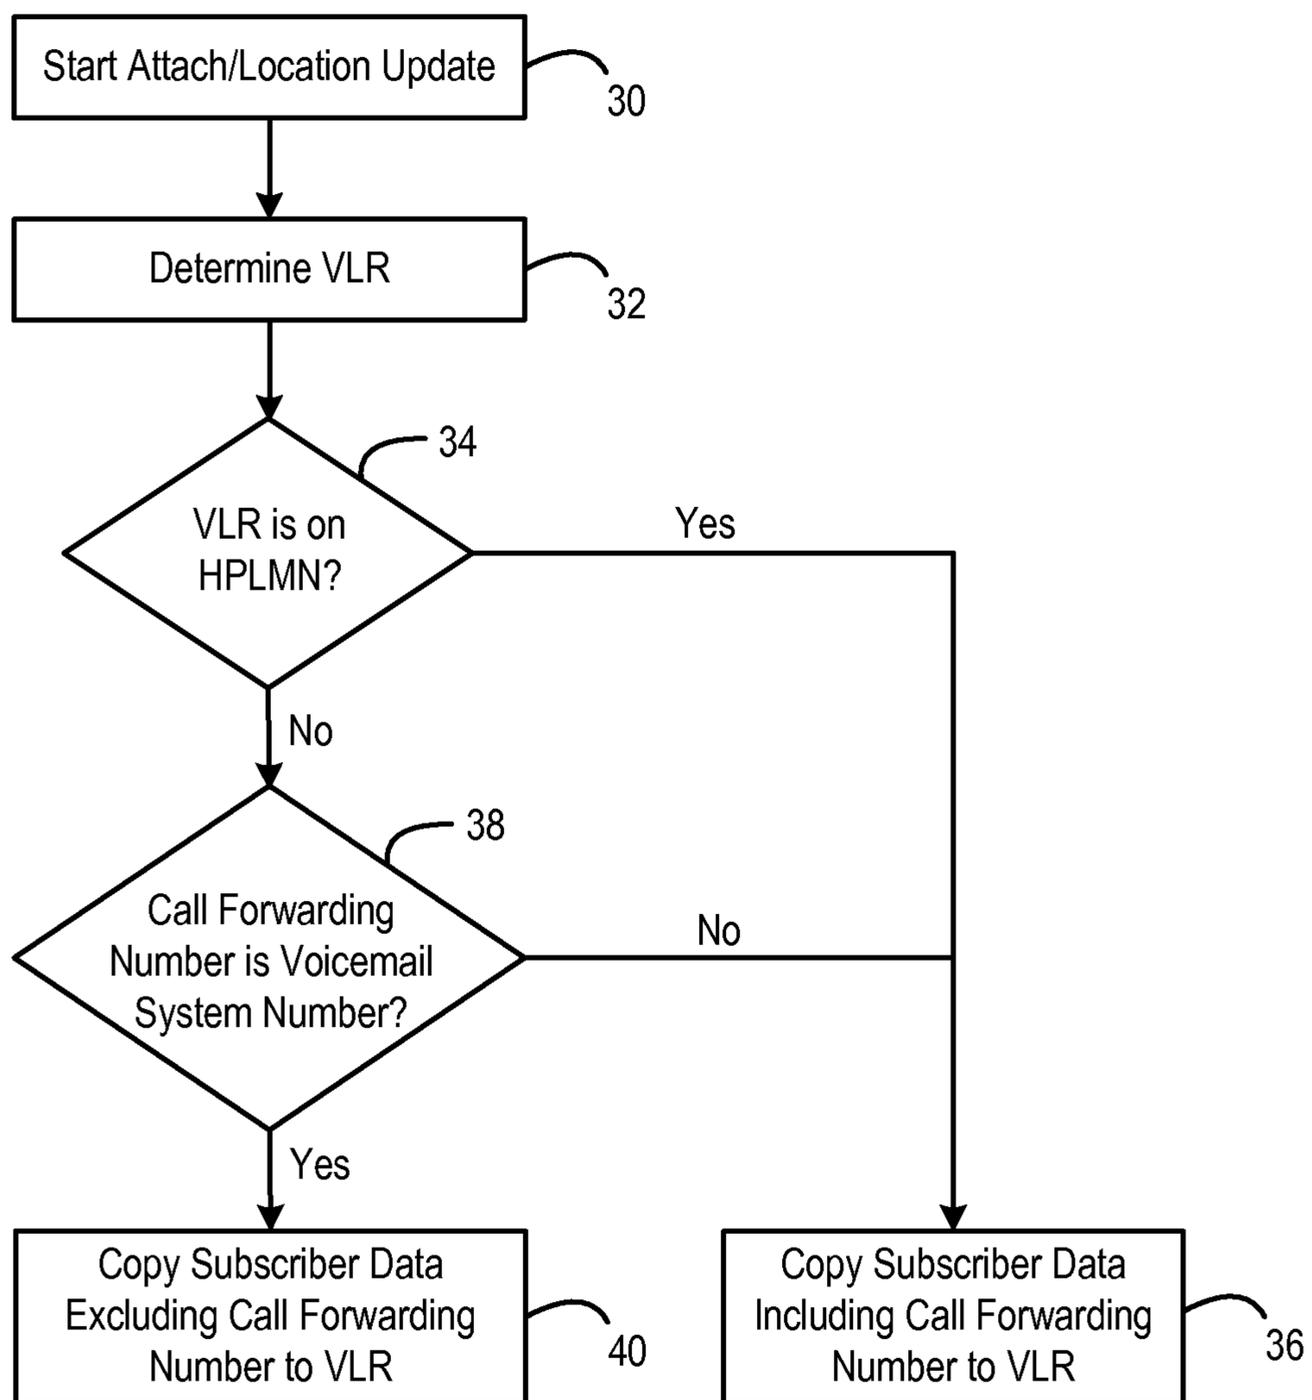 Start Attach/Location Update
30
Determine VLR
32
34
VLR is on
HPLMN?
Yes
No
38
Call Forwarding
Number is Voicemail
System Number?
No
Yes
Copy Subscriber Data
Excluding Call Forwarding
Number to VLR
40
Copy Subscriber Data
Including Call Forwarding
Number to VLR
36